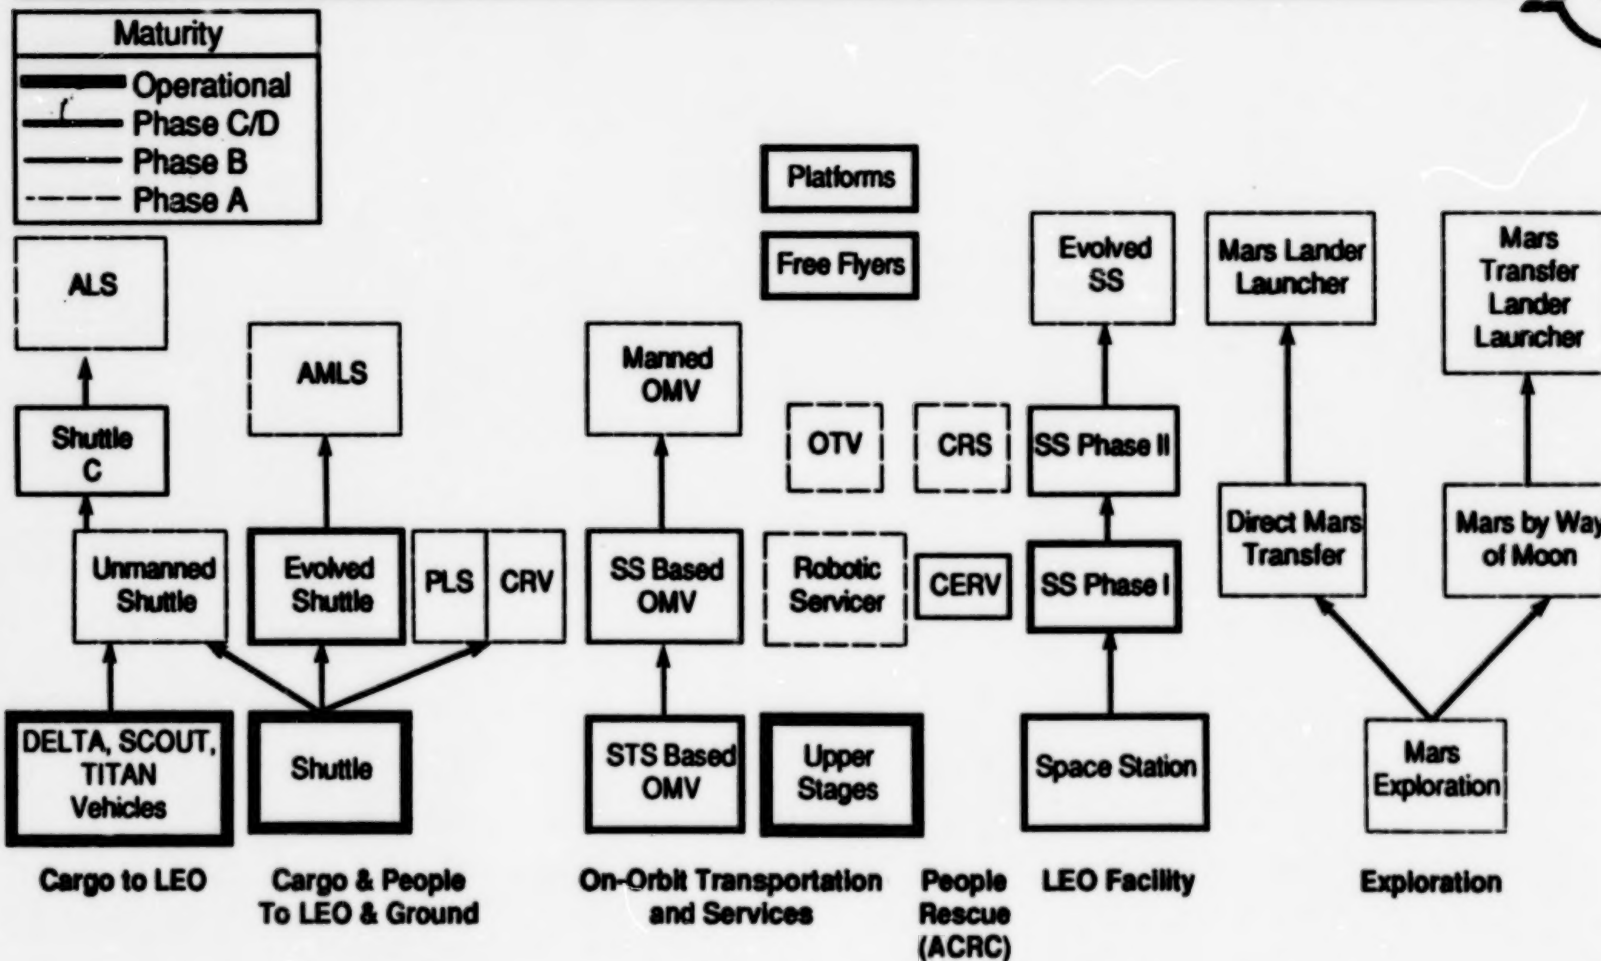 Maturity
Operational
Phase C/D
Phase B
Phase A
Platforms
Free Flyers
ALS
Evolved
SS
Mars Lander
Launcher
Mars
Transfer
Lander
Launcher
AMLS
Manned
OMV
Shuttle
C
OTV
CRS
SS Phase II
Unmanned
Shuttle
Evolved
Shuttle
PLS
CRV
SS Based
OMV
Robotic
Servicer
CERV
SS Phase I
Direct Mars
Transfer
Mars by Way
of Moon
DELTA, SCOUT,
TITAN
Vehicles
Shuttle
STS Based
OMV
Upper
Stages
Space Station
Mars
Exploration
Cargo to LEO
Cargo & People
To LEO & Ground
On-Orbit Transportation
and Services
People
Rescue
(ACRC)
LEO Facility
Exploration